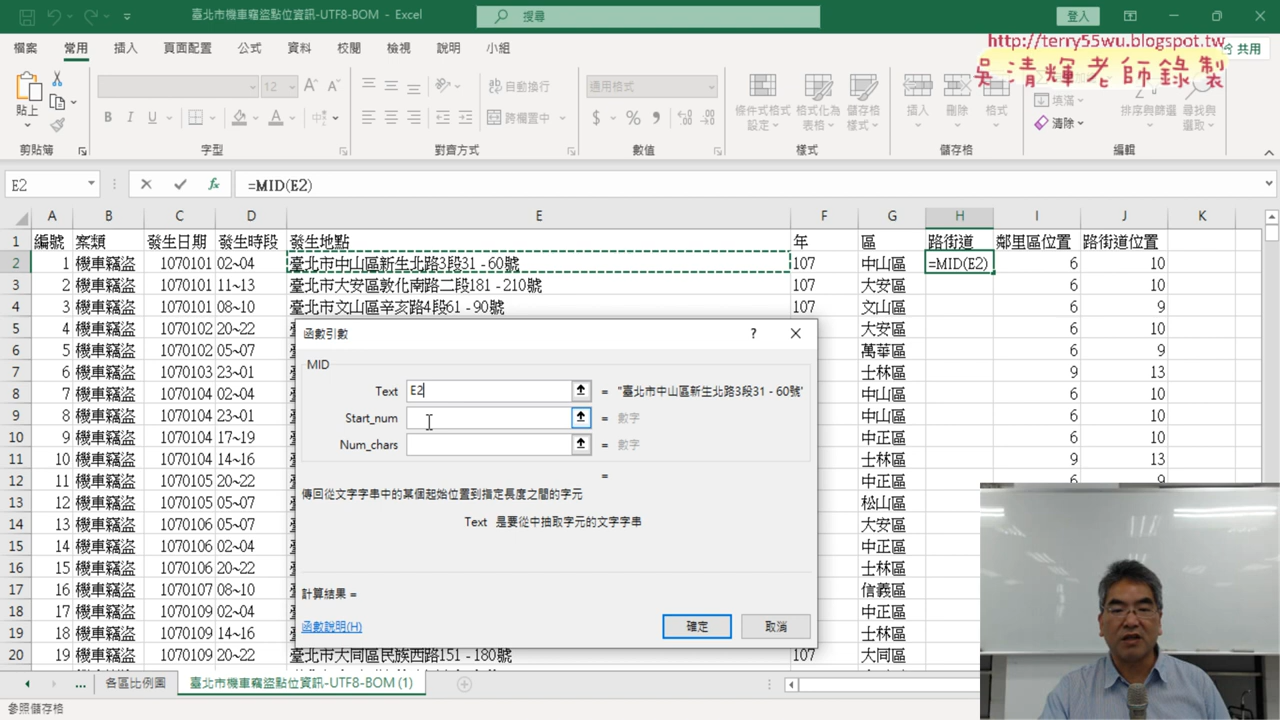 臺北市機車竊盜點位資訊-UTF8-BOM - Excel
搜尋
登入
檔案 常用 插入 頁面配置 公式 資料 校閱 檢視 說明 小組
共用
http://terry55wu.blogspot.tw
吳清輝老師錄製
貼上
12
自動換行
跨欄置中
通用格式
條件式格式設定
格式化為表格
儲存格樣式
插入 刪除 格式
填滿
清除
排序與篩選
尋找與選取
剪貼簿 字型 對齊方式 數值 樣式 儲存格 編輯
E2 =MID(E2)
A B C D E F G H I J K
1 編號 案類 發生日期 發生時段 發生地點 年 區 路街道 鄰里區位置 路街道位置
2 1 機車竊盜 1070101 02~04 臺北市中山區新生北路3段31 - 60號 107 中山區 =MID(E2) 6 10
3 2 機車竊盜 1070101 11~13 臺北市大安區敦化南路二段181 - 210號 107 大安區 6 10
4 3 機車竊盜 1070101 08~10 臺北市文山區辛亥路4段61 - 90號 107 文山區 6 9
5 4 機車竊盜 1070102 20~22 大安區 6 10
6 5 機車竊盜 1070102 05~07 萬華區 6 9
7 6 機車竊盜 1070102 23~01 士林區 9 13
8 7 機車竊盜 1070104 02~04 中山區 6 10
9 8 機車竊盜 1070104 23~01 中山區 6 10
10 9 機車竊盜 1070104 17~19 中正區 6 10
11 10 機車竊盜 1070104 14~16 士林區 9 13
12 11 機車竊盜 1070105 20~22 中正區 6 9
13 12 機車竊盜 1070105 05~07 松山區
14 13 機車竊盜 1070106 05~07 大安區
15 14 機車竊盜 1070106 02~04 中正區
16 15 機車竊盜 1070106 20~22 士林區
17 16 機車竊盜 1070107 08~10 信義區
18 17 機車竊盜 1070109 02~04 中正區
19 18 機車竊盜 1070109 14~16 士林區
20 19 機車竊盜 1070109 20~22 臺北市大同區民族西路151 - 180號 107 大同區
函數引數
MID
Text E2 = "臺北市中山區新生北路3段31 - 60號"
Start_num = 數字
Num_chars = 數字
=
傳回從文字字串中的某個起始位置到指定長度之間的字元
Text 是要從中抽取字元的文字字串
計算結果 =
函數說明(H)
確定 取消
... 各區比例圖 臺北市機車竊盜點位資訊-UTF8-BOM (1)
參照儲存格